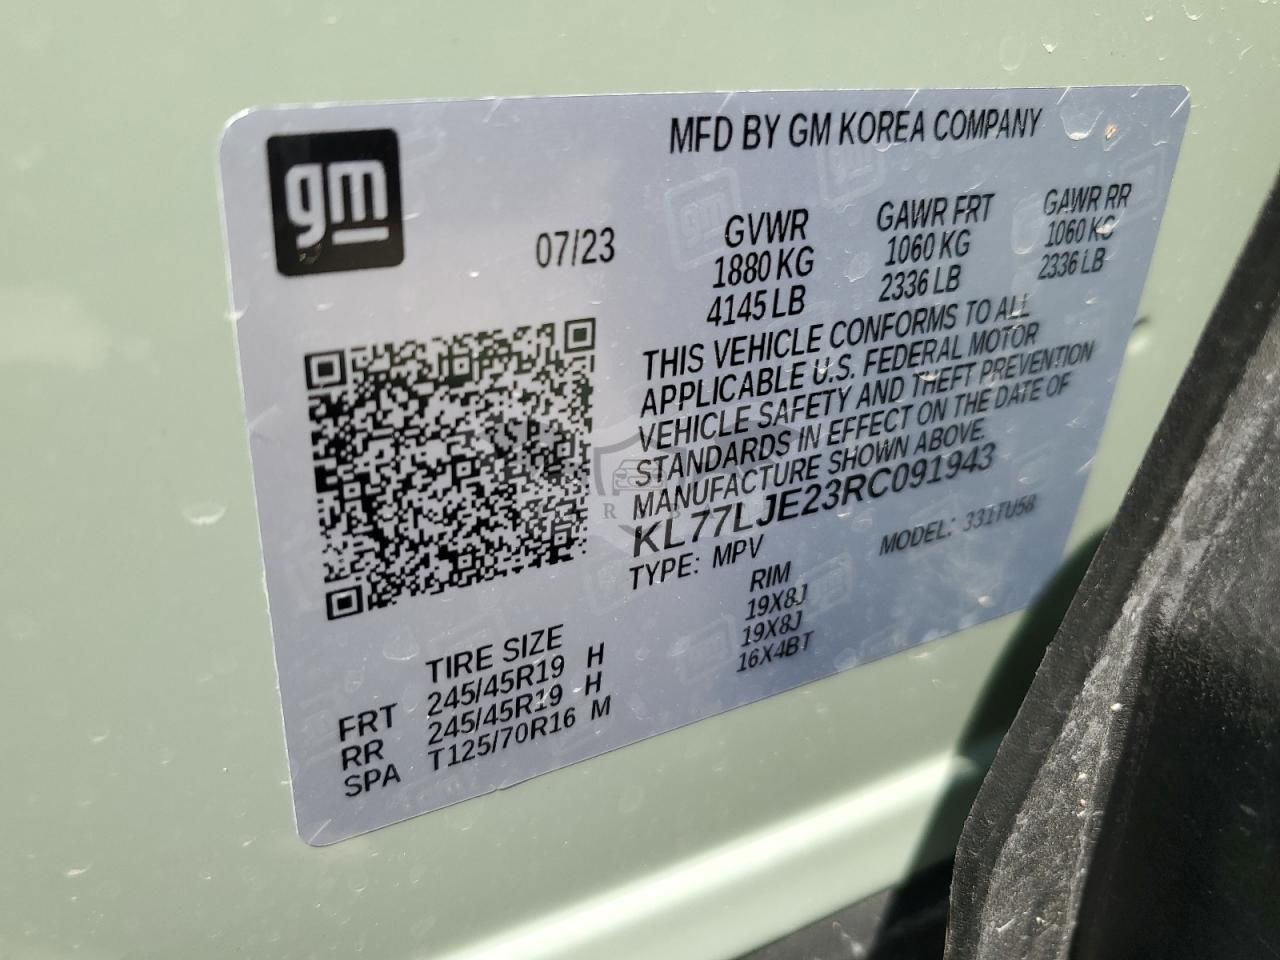 gm
MFD BY GM KOREA COMPANY
07/23
GVWR GAWR FRT GAWR RR
1880 KG 1060 KG 1060 KG
4145 LB 2336 LB 2336 LB
THIS VEHICLE CONFORMS TO ALL
APPLICABLE U.S. FEDERAL MOTOR
VEHICLE SAFETY AND THEFT PREVENTION
STANDARDS IN EFFECT ON THE DATE OF
MANUFACTURE SHOWN ABOVE.
KL77LJE23RC091943
TYPE: MPV MODEL: 331TU58
TIRE SIZE RIM
FRT 245/45R19 H 19X8J
RR 245/45R19 H 19X8J
SPA T125/70R16 M 16X4BT